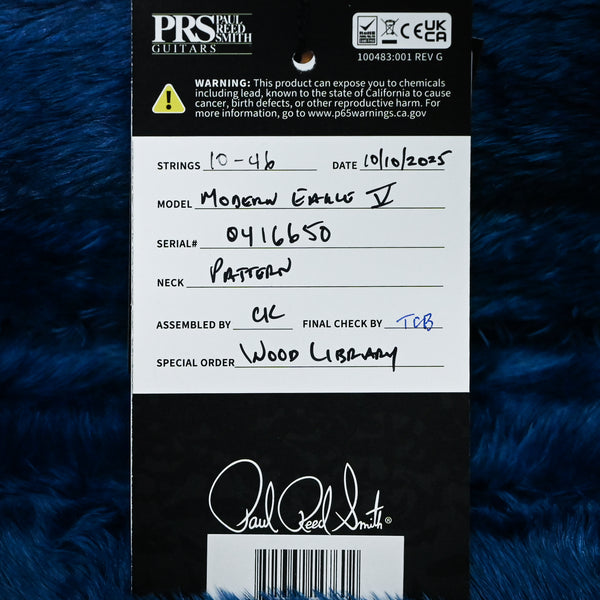 PRS PAUL REED SMITH
GUITARS
CE UK CA
100483:001 REV G
WARNING: This product can expose you to chemicals
including lead, known to the state of California to cause
cancer, birth defects, or other reproductive harm. For
more information, go to www.p65warnings.ca.gov
STRINGS 10-46 DATE 10/10/2025
MODEL MODERN EAGLE V
SERIAL# 0416650
NECK PATTERN
ASSEMBLED BY CK FINAL CHECK BY TCB
SPECIAL ORDER WOOD LIBRARY
Paul Reed Smith®